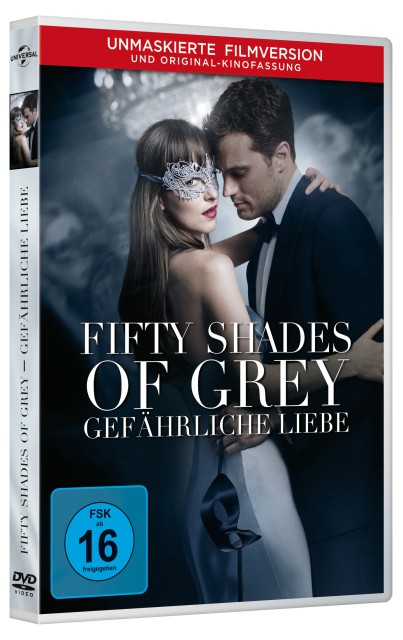 UNMASKIERTE FILMVERSION
UND ORIGINAL-KINOFASSUNG
FIFTY SHADES
OF GREY
GEFÄHRLICHE LIEBE
FSK
ab
16
freigegeben
UNIVERSAL
FIFTY SHADES OF GREY – GEFÄHRLICHE LIEBE
DVD
VIDEO